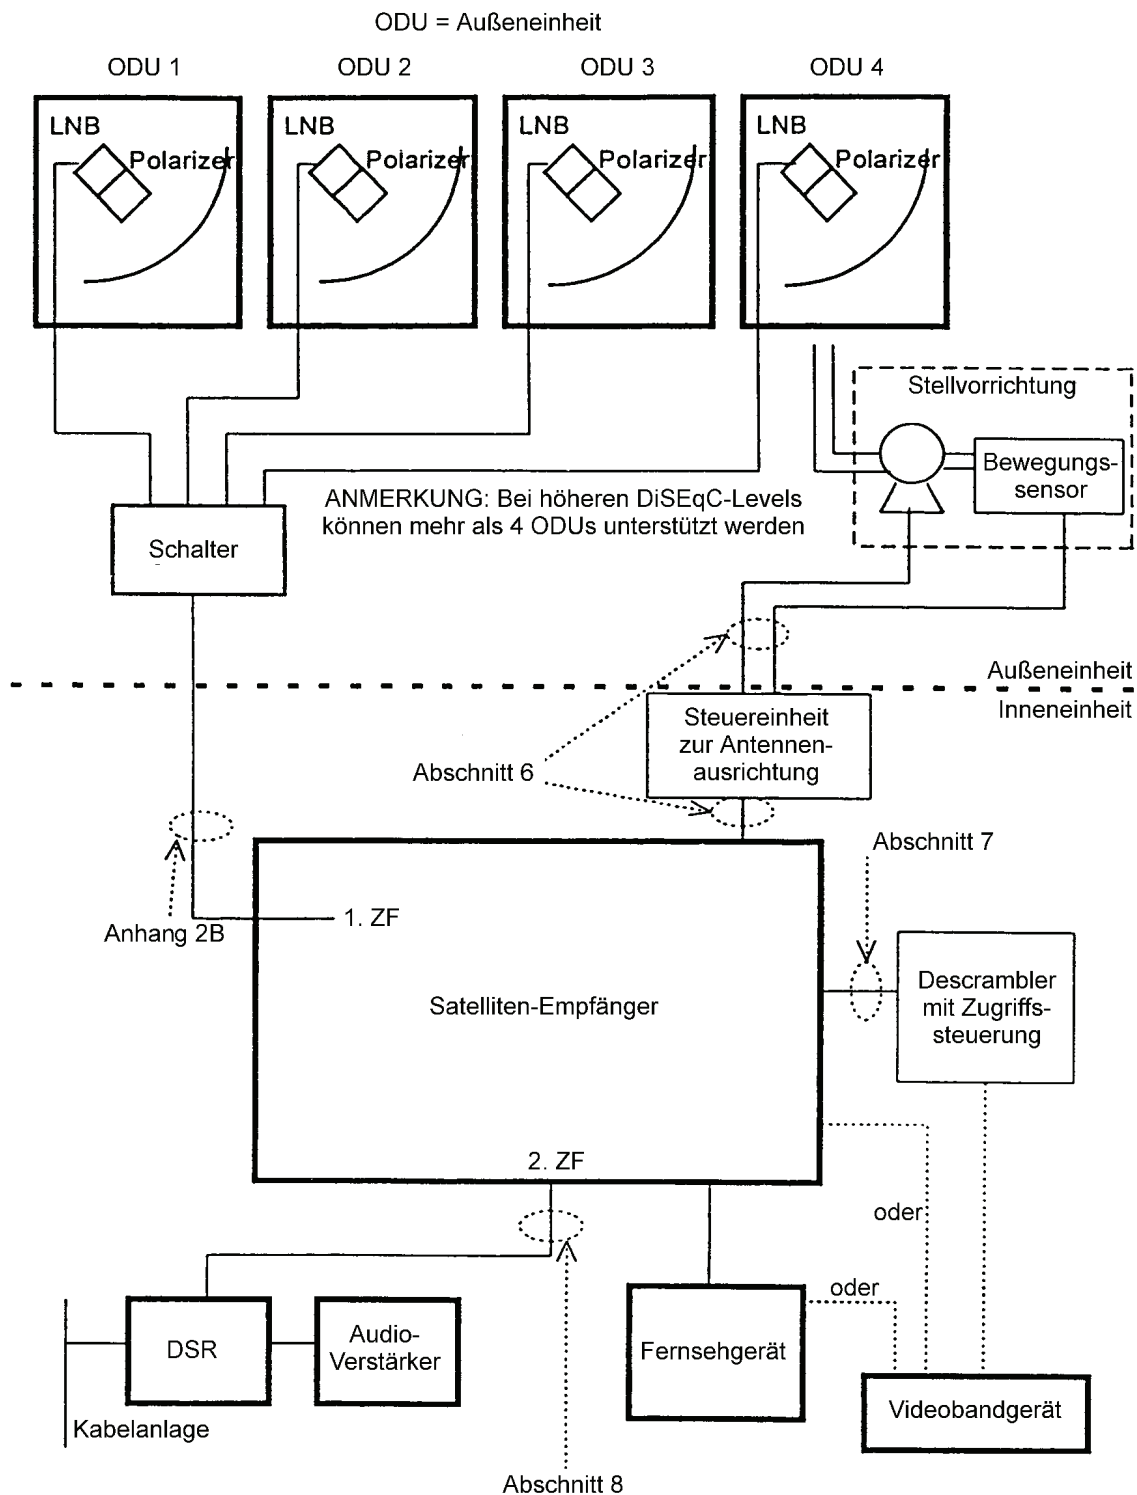 ODU = Außeneinheit
ODU 1
ODU 2
ODU 3
ODU 4
LNB
Polarizer
LNB
Polarizer
LNB
Polarizer
LNB
Polarizer
Stellvorrichtung
Bewegungs-
sensor
ANMERKUNG: Bei höheren DiSEqC-Levels
können mehr als 4 ODUs unterstützt werden
Schalter
Außeneinheit
Inneneinheit
Steuereinheit
zur Antennen-
ausrichtung
Abschnitt 6
Abschnitt 7
Anhang 2B
1. ZF
Satelliten-Empfänger
Descrambler
mit Zugriffs-
steuerung
2. ZF
oder
oder
DSR
Audio-
Verstärker
Fernsehgerät
Videobandgerät
Kabelanlage
Abschnitt 8